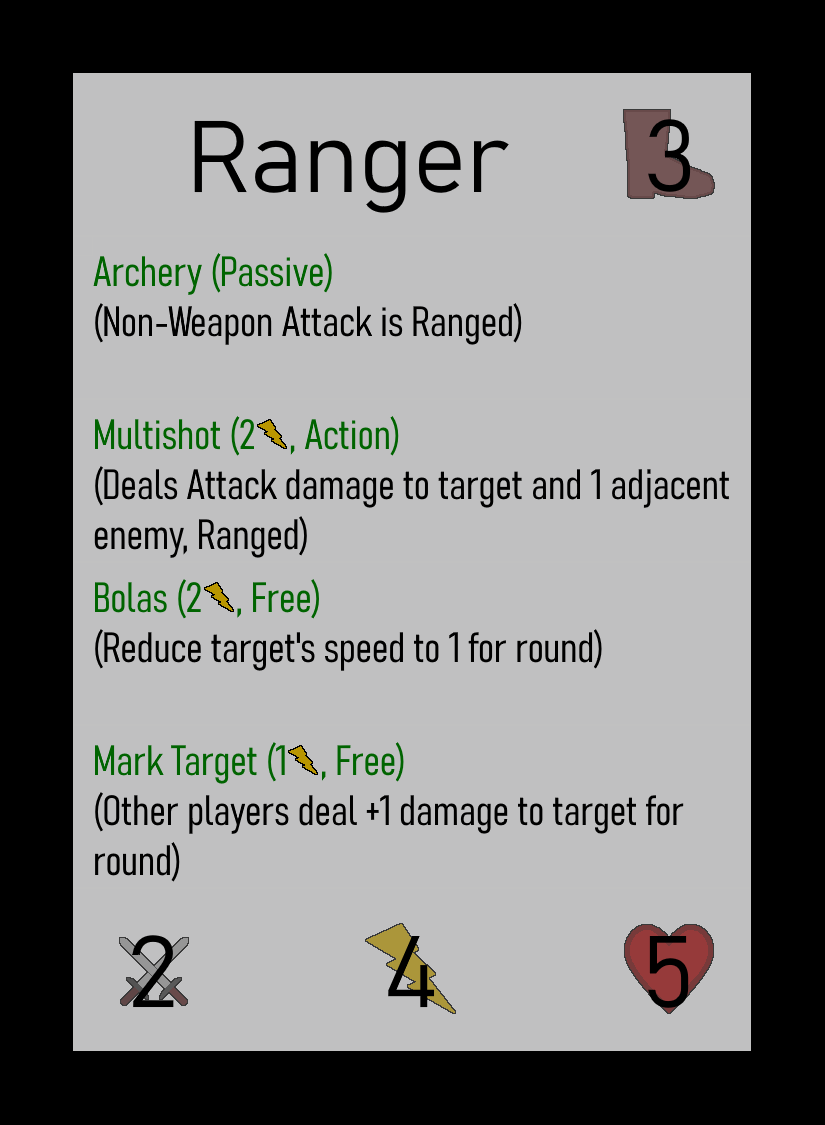 Ranger 3
Archery (Passive)
(Non-Weapon Attack is Ranged)
Multishot (2, Action)
(Deals Attack damage to target and 1 adjacent
enemy, Ranged)
Bolas (2, Free)
(Reduce target's speed to 1 for round)
Mark Target (1, Free)
(Other players deal +1 damage to target for
round)
2 4 5